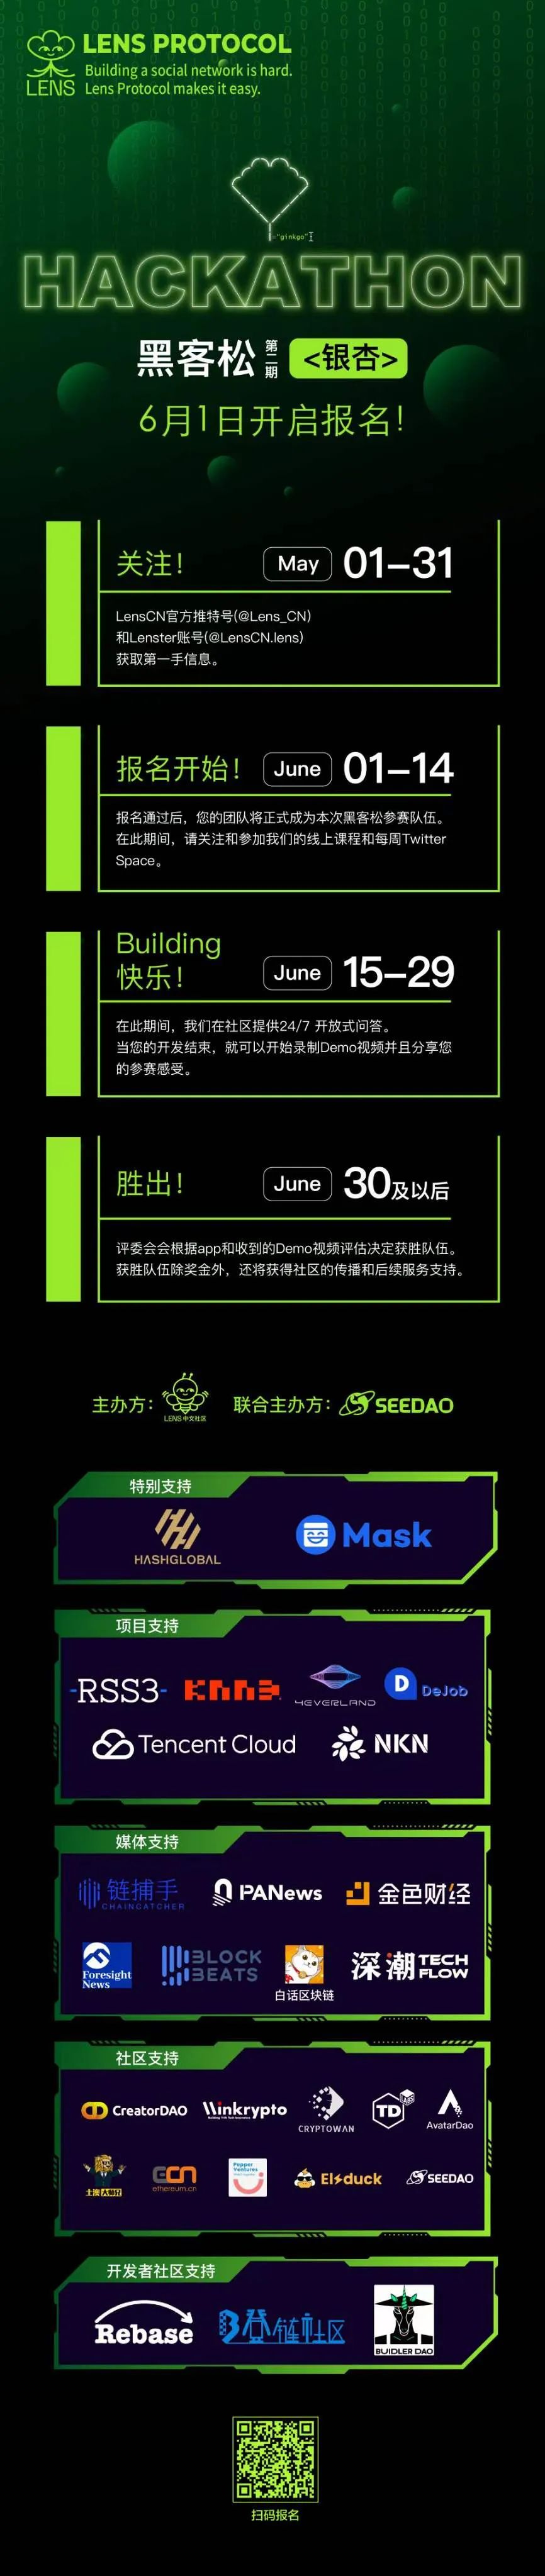 LENS PROTOCOL
Building a social network is hard.
Lens Protocol makes it easy.
LENS
="ginkgo"
HACKATHON
黑客松 第二期 <银杏>
6月1日开启报名!
关注! May 01-31
LensCN官方推特号(@Lens_CN)
和Lenster账号(@LensCN.lens)
获取第一手信息。
报名开始! June 01-14
报名通过后，您的团队将正式成为本次黑客松参赛队伍。
在此期间，请关注和参加我们的线上课程和每周Twitter
Space。
Building
快乐! June 15-29
在此期间，我们在社区提供24/7 开放式问答。
当您的开发结束，就可以开始录制Demo视频并且分享您
的参赛感受。
胜出! June 30及以后
评委会会根据app和收到的Demo视频评估决定获胜队伍。
获胜队伍除奖金外，还将获得社区的传播和后续服务支持。
主办方: LENS中文社区 联合主办方: SEEDAO
特别支持
HASHGLOBAL Mask
项目支持
RSS3 KNN3 4EVERLAND DeJob
Tencent Cloud NKN
媒体支持
链捕手 CHAINCATCHER PANews 金色财经
Foresight News BLOCK BEATS 白话区块链 深潮 TECH FLOW
社区支持
CreatorDAO Winkrypto CRYPTOWAN TD AvatarDao
土澳大狮兄 ECN ethereum.cn Pepper Ventures Elsduck SEEDAO
开发者社区支持
Rebase 登链社区 BUIDLER DAO
扫码报名